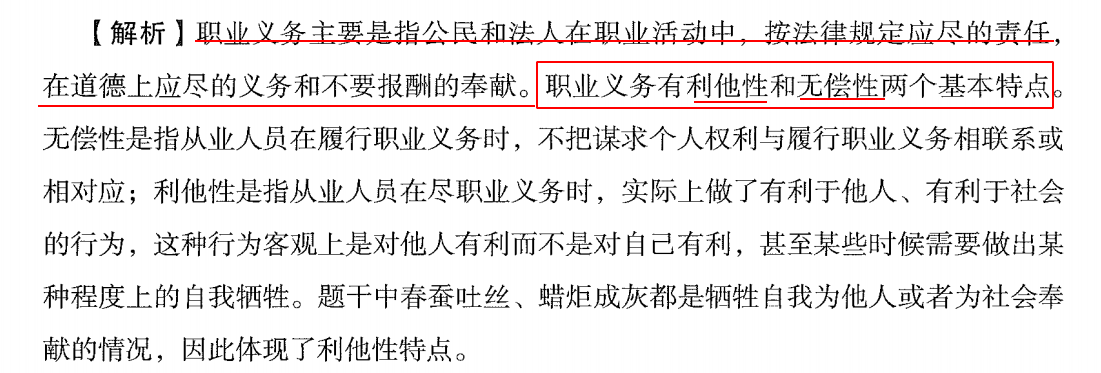 【解析】职业义务主要是指公民和法人在职业活动中，按法律规定应尽的责任，
在道德上应尽的义务和不要报酬的奉献。职业义务有利他性和无偿性两个基本特点。
无偿性是指从业人员在履行职业义务时，不把谋求个人权利与履行职业义务相联系或
相对应；利他性是指从业人员在尽职业义务时，实际上做了有利于他人、有利于社会
的行为，这种行为客观上是对他人有利而不是对自己有利，甚至某些时候需要做出某
种程度上的自我牺牲。题干中春蚕吐丝、蜡炬成灰都是牺牲自我为他人或者为社会奉
献的情况，因此体现了利他性特点。